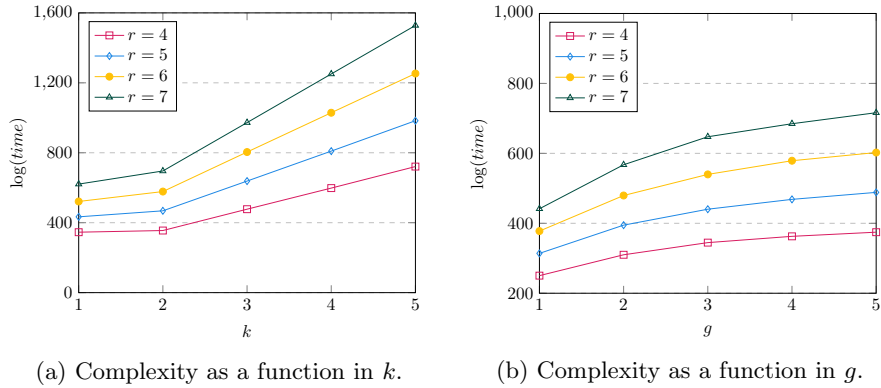 1,600
1,200
800
400
0
log(time)
r = 4
r = 5
r = 6
r = 7
1 2 3 4 5
k
(a) Complexity as a function in k.
1,000
800
600
400
200
log(time)
r = 4
r = 5
r = 6
r = 7
1 2 3 4 5
g
(b) Complexity as a function in g.